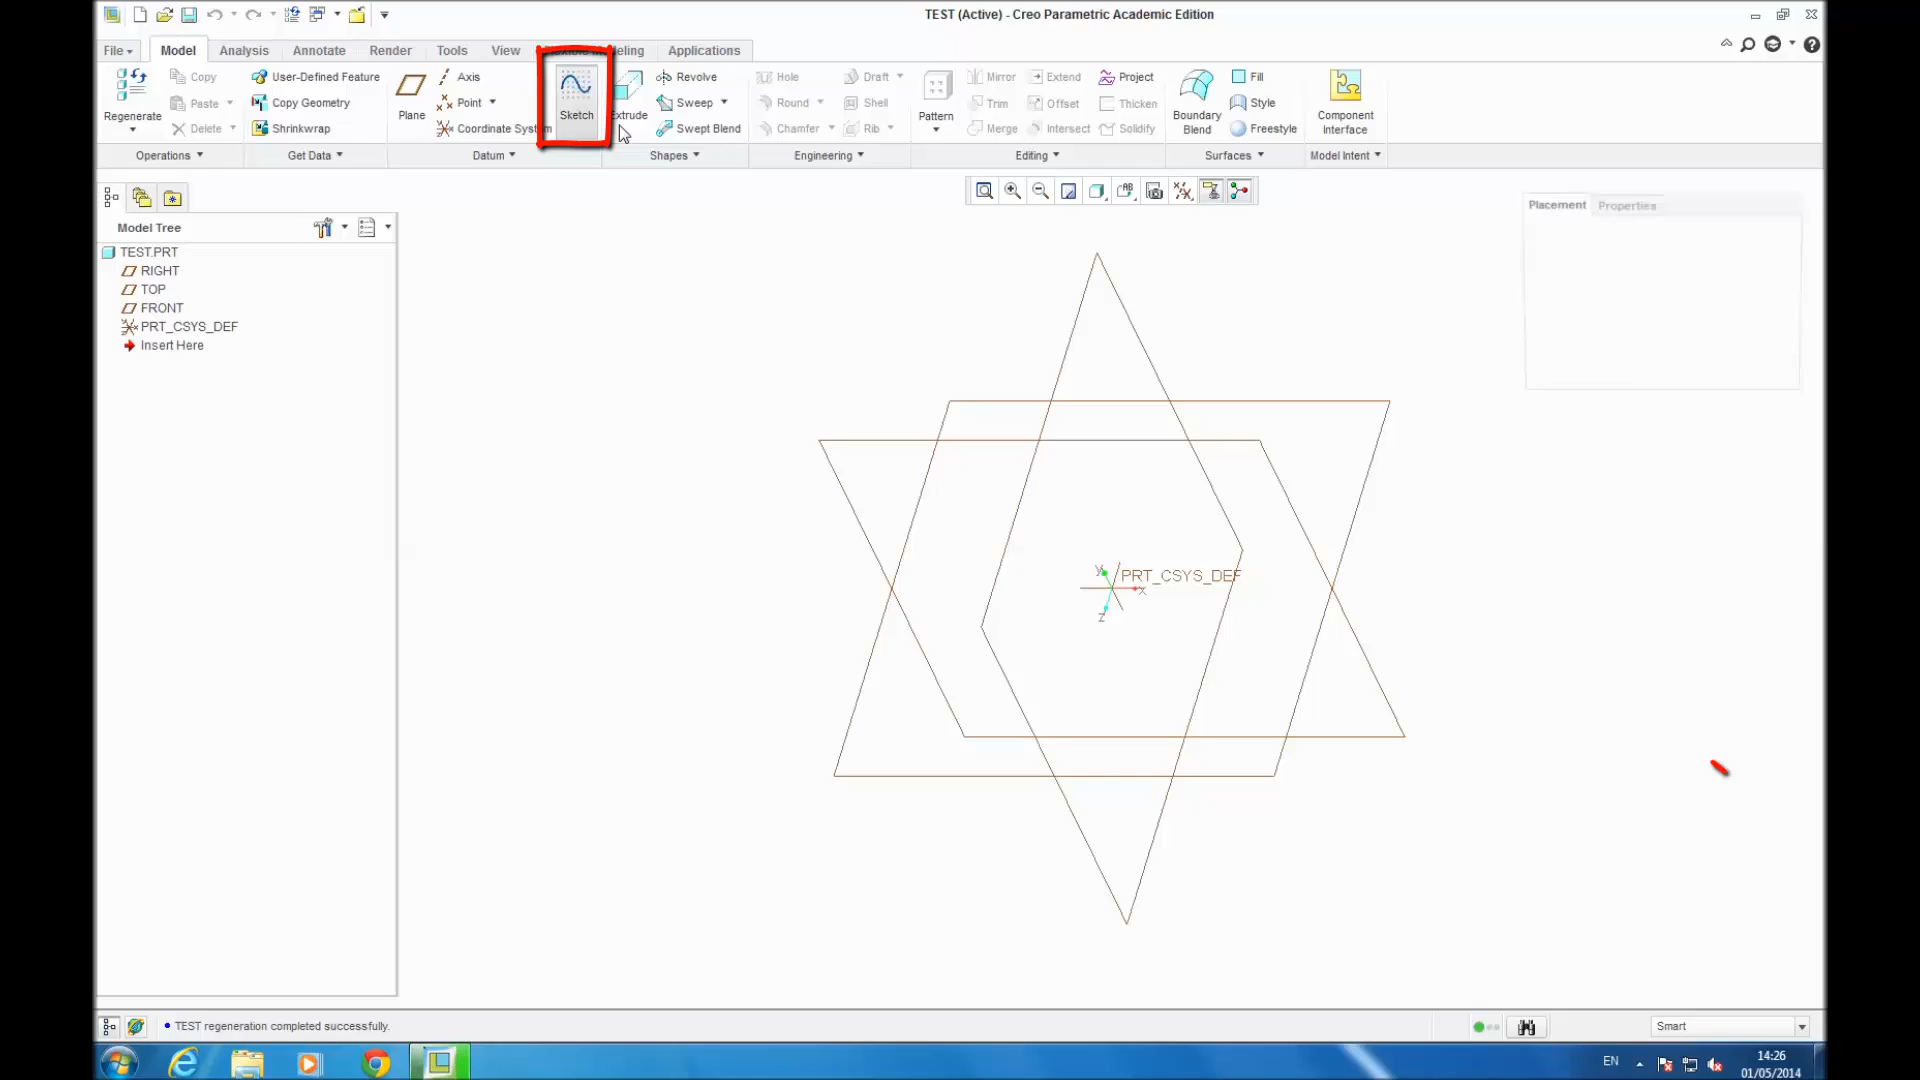 TEST (Active) - Creo Parametric Academic Edition
File Model Analysis Annotate Render Tools View eling Applications
Regenerate
Copy
Paste
Delete
Operations
User-Defined Feature
Copy Geometry
Shrinkwrap
Get Data
Plane
Axis
Point
Coordinate System
Datum
Sketch
Extrude
Revolve
Sweep
Swept Blend
Shapes
Hole
Round
Chamfer
Draft
Shell
Rib
Engineering
Pattern
Mirror
Trim
Merge
Extend
Offset
Intersect
Project
Thicken
Solidify
Editing
Boundary
Blend
Fill
Style
Freestyle
Surfaces
Component
Interface
Model Intent
Model Tree
TEST.PRT
RIGHT
TOP
FRONT
PRT_CSYS_DEF
Insert Here
Placement Properties
PRT_CSYS_DEF
Y
X
Z
TEST regeneration completed successfully.
Smart
EN
14:26
01/05/2014